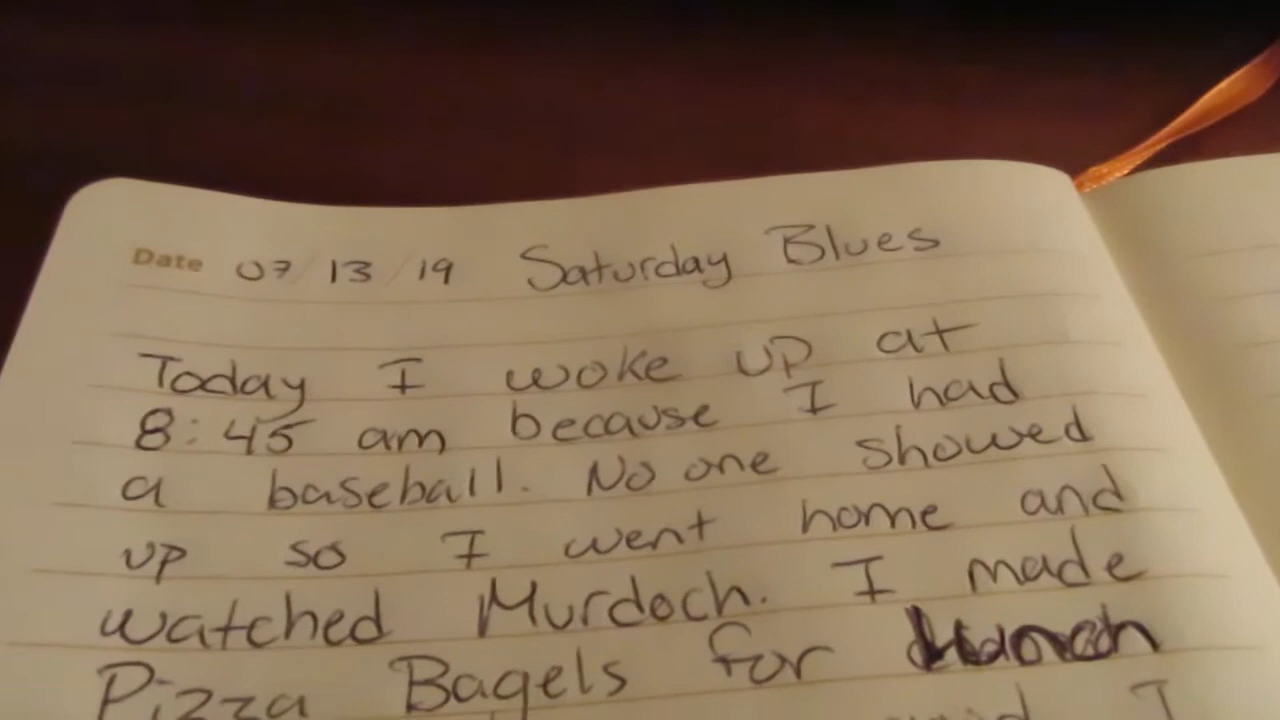 Date 07/13/19 Saturday Blues
Today I woke up at
8:45 am because I had
a baseball. No one showed
up so I went home and
watched Murdoch. I made
Pizza Bagels for lunch
I